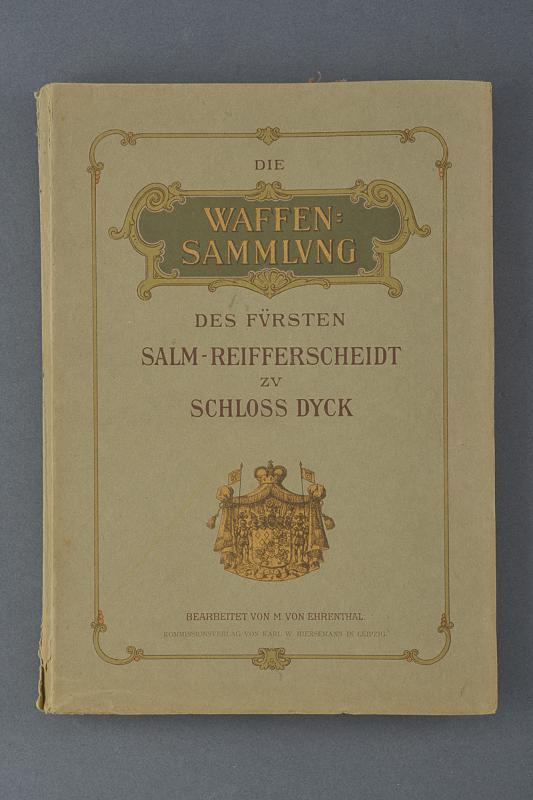 DIE
WAFFEN=
SAMMLVNG
DES FÜRSTEN
SALM-REIFFERSCHEIDT
ZV
SCHLOSS DYCK
BEARBEITET VON M. VON EHRENTHAL
KOMMISSIONSVERLAG VON KARL W. HIERSEMANN IN LEIPZIG.